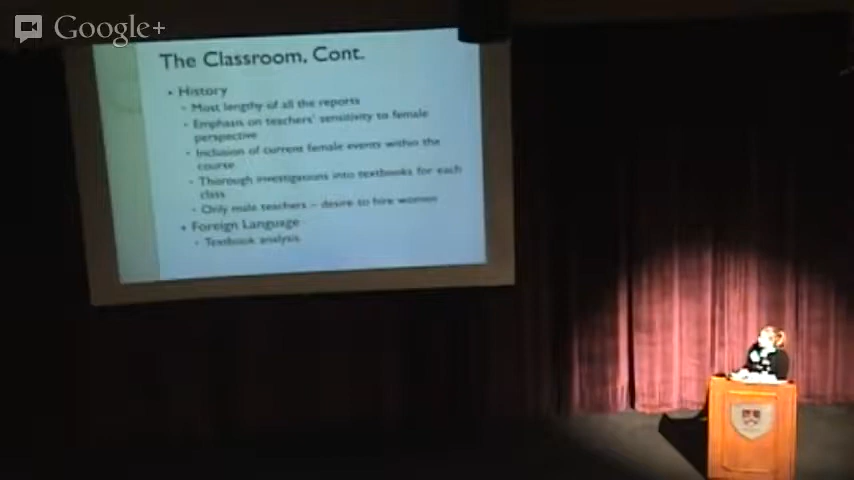 Google+
The Classroom, Cont.
• History
• Most lengthy of all the reports
• Emphasis on teachers' sensitivity to female
perspective
• Inclusion of current female events within the
course
• Thorough investigations into textbooks for each
class
• Only male teachers – desire to hire women
• Foreign Language
• Textbook analysis